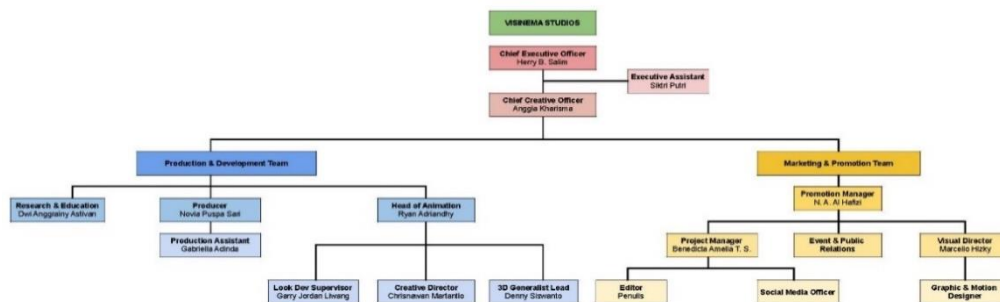 VISINEMA STUDIOS
Chief Executive Officer
Herry B. Salim
Executive Assistant
Sikiri Putri
Chief Creative Officer
Anggia Kharisma
Production & Development Team
Marketing & Promotion Team
Research & Education
Dwi Anggrainy Astivan
Producer
Novia Puspa Sari
Head of Animation
Ryan Adriandhy
Promotion Manager
N. A. Al Hafizi
Production Assistant
Gabriella Adinda
Project Manager
Benedicta Amelia T. S.
Event & Public
Relations
Visual Director
Marcello Hizky
Look Dev Supervisor
Garry Jordan Liwang
Creative Director
Chrisnawan Martantio
3D Generalist Lead
Denny Siswanto
Editor
Penulis
Social Media Officer
Graphic & Motion
Designer